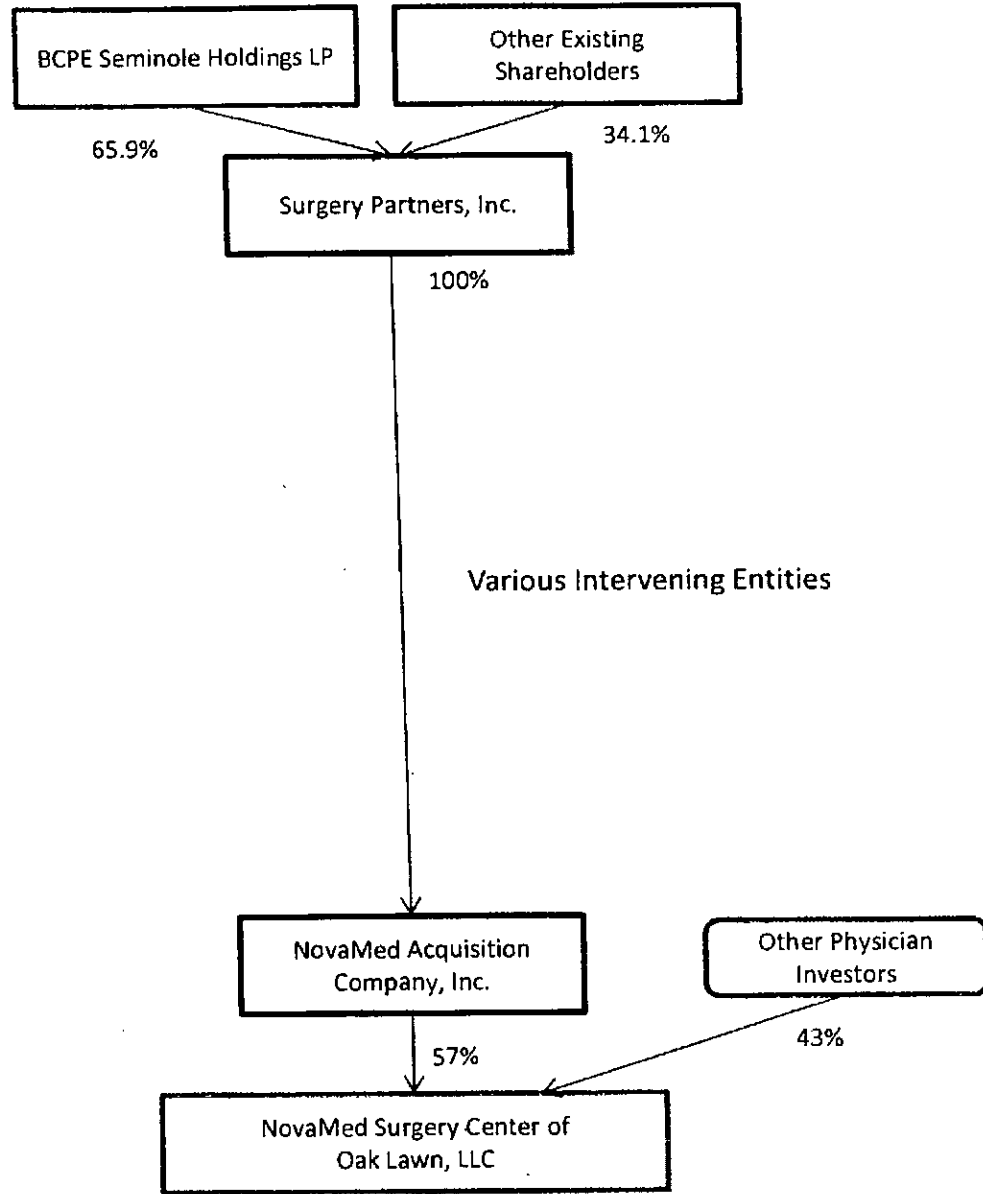 BCPE Seminole Holdings LP
Other Existing
Shareholders
65.9%
34.1%
Surgery Partners, Inc.
100%
Various Intervening Entities
NovaMed Acquisition
Company, Inc.
Other Physician
Investors
57%
43%
NovaMed Surgery Center of
Oak Lawn, LLC